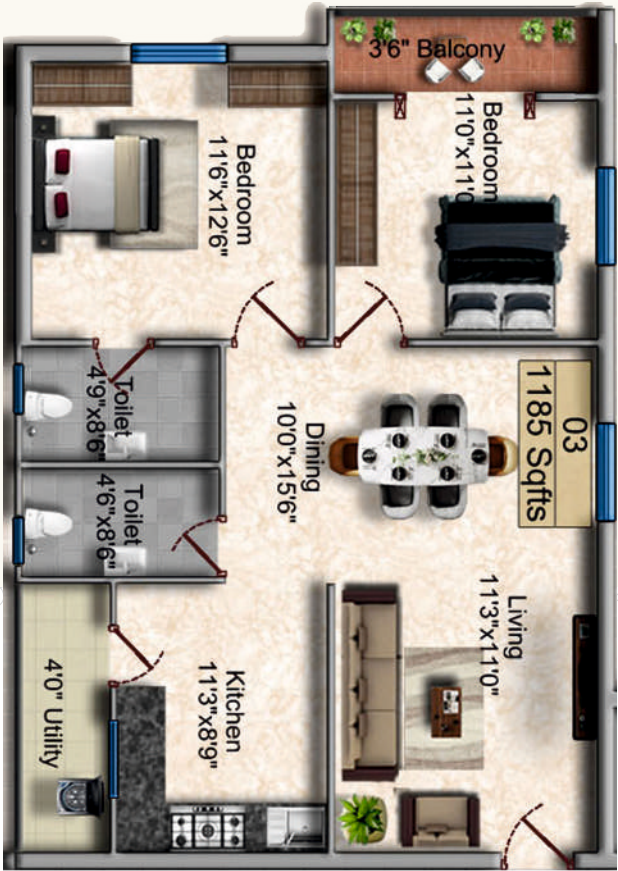 3'6" Balcony
Bedroom
11'0"x11'0
Bedroom
11'6"x12'6"
Toilet
4'9"x8'6"
Toilet
4'6"x8'6"
Dining
10'0"x15'6"
03
1185 Sqfts
Living
11'3"x11'0"
Kitchen
11'3"x8'9"
4'0" Utility